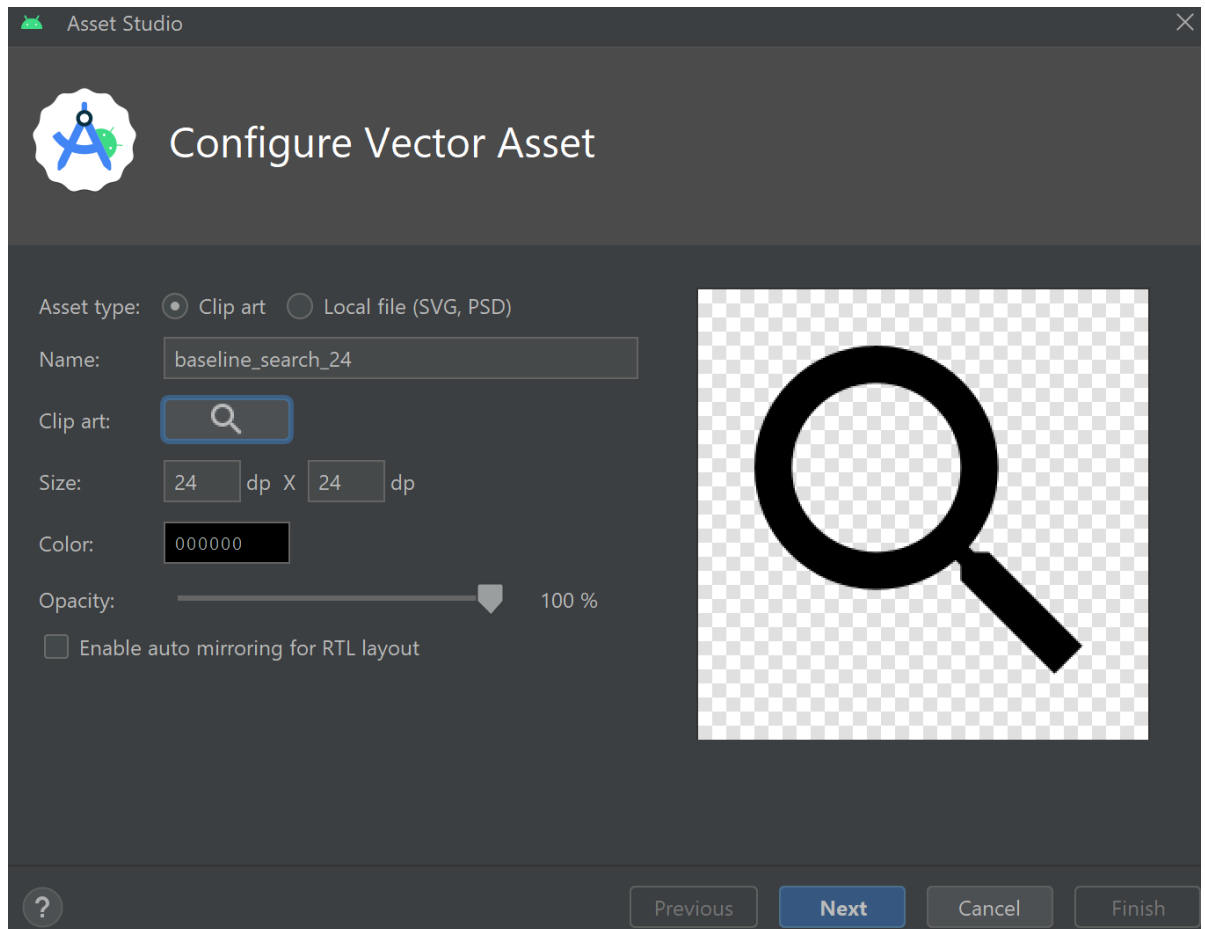 Asset Studio
Configure Vector Asset
Asset type: Clip art Local file (SVG, PSD)
Name: baseline_search_24
Clip art:
Size: 24 dp X 24 dp
Color: 000000
Opacity: 100 %
Enable auto mirroring for RTL layout
? Previous Next Cancel Finish